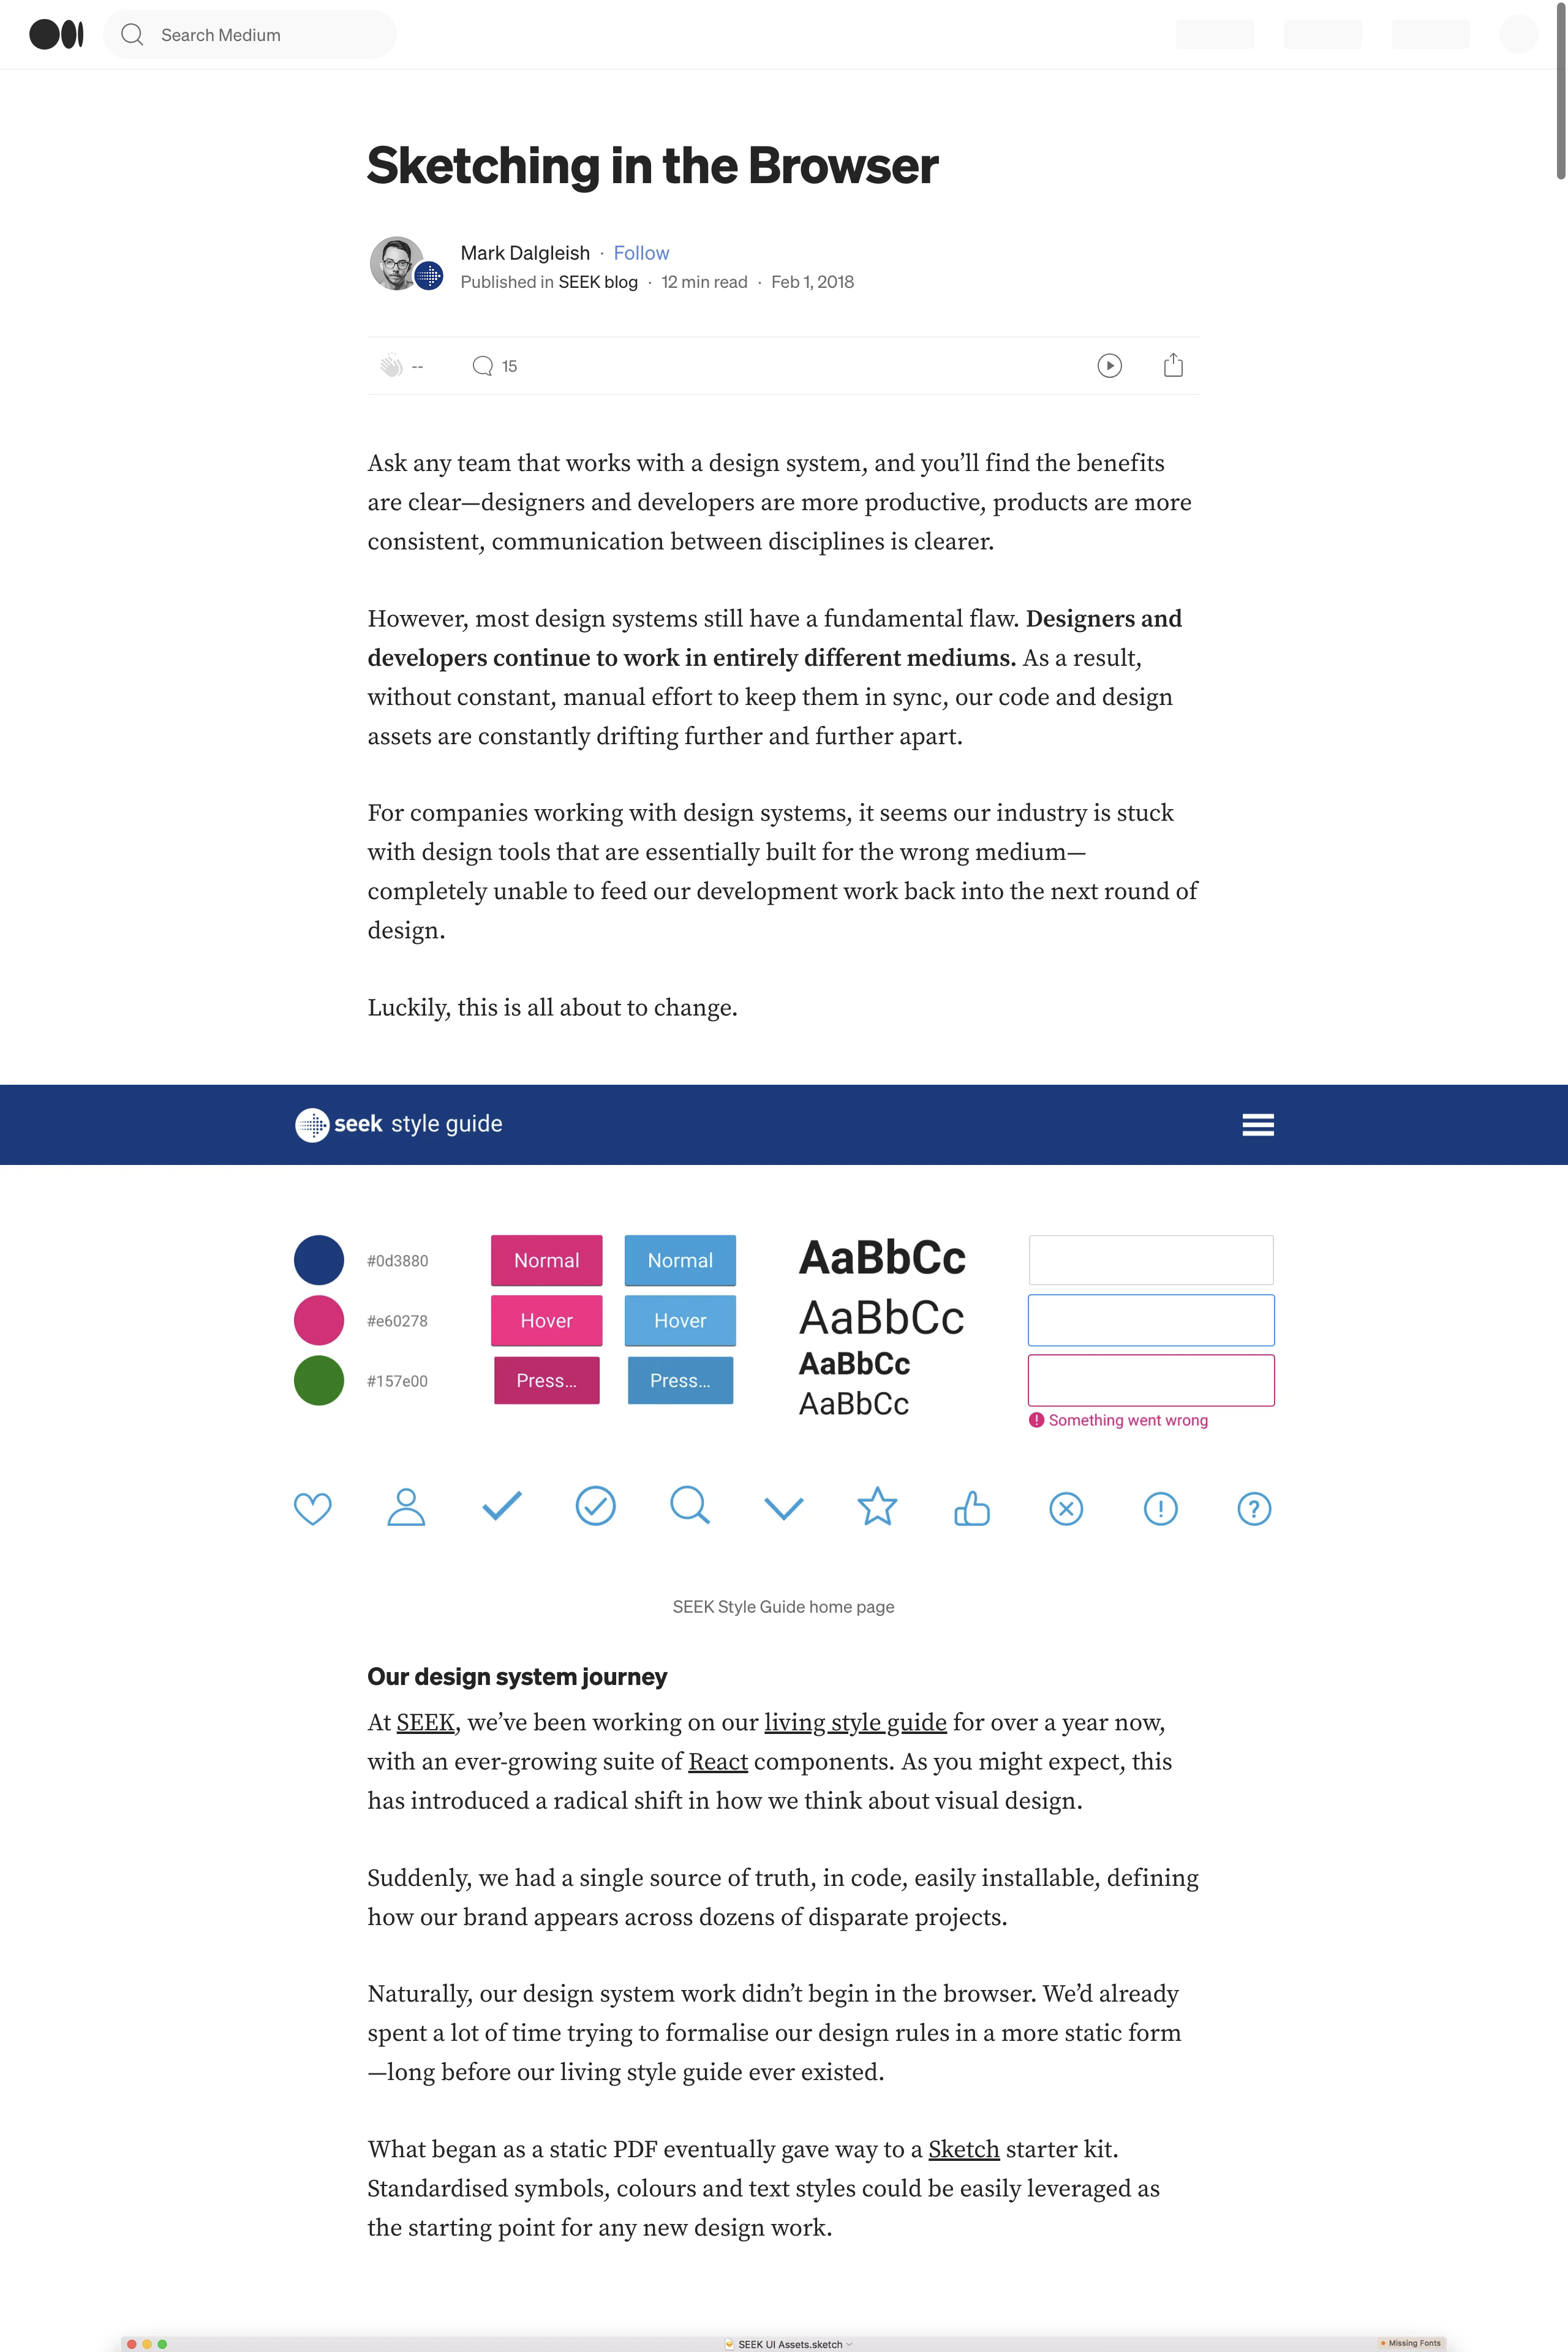 Search Medium
Sketching in the Browser
Mark Dalgleish · Follow
Published in SEEK blog · 12 min read · Feb 1, 2018
--
15
Ask any team that works with a design system, and you’ll find the benefits
are clear—designers and developers are more productive, products are more
consistent, communication between disciplines is clearer.
However, most design systems still have a fundamental flaw. Designers and
developers continue to work in entirely different mediums. As a result,
without constant, manual effort to keep them in sync, our code and design
assets are constantly drifting further and further apart.
For companies working with design systems, it seems our industry is stuck
with design tools that are essentially built for the wrong medium—
completely unable to feed our development work back into the next round of
design.
Luckily, this is all about to change.
seek style guide
#0d3880
Normal
Normal
AaBbCc
#e60278
Hover
Hover
AaBbCc
#157e00
Press...
Press...
AaBbCc
AaBbCc
Something went wrong
SEEK Style Guide home page
Our design system journey
At SEEK, we’ve been working on our living style guide for over a year now,
with an ever-growing suite of React components. As you might expect, this
has introduced a radical shift in how we think about visual design.
Suddenly, we had a single source of truth, in code, easily installable, defining
how our brand appears across dozens of disparate projects.
Naturally, our design system work didn’t begin in the browser. We’d already
spent a lot of time trying to formalise our design rules in a more static form
—long before our living style guide ever existed.
What began as a static PDF eventually gave way to a Sketch starter kit.
Standardised symbols, colours and text styles could be easily leveraged as
the starting point for any new design work.
SEEK UI Assets.sketch
Missing Fonts